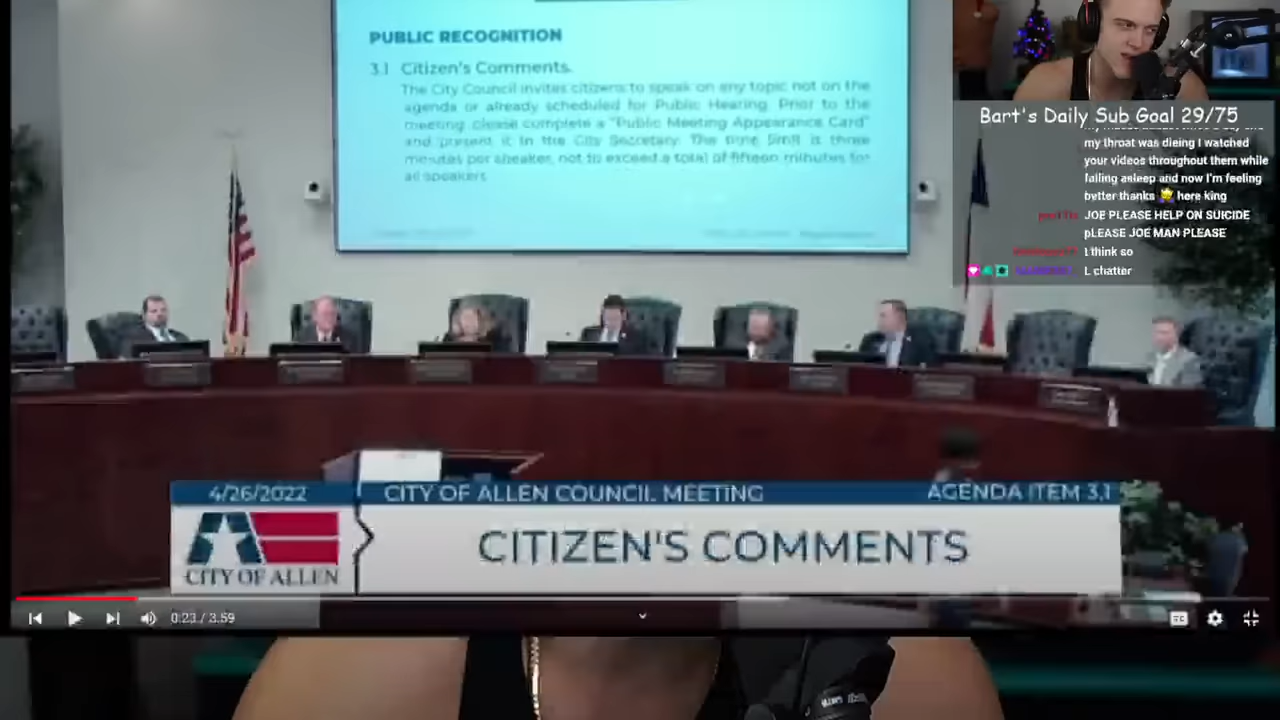 PUBLIC RECOGNITION
3.1 Citizen's Comments.
The City Council invites citizens to speak on any topic not on the
agenda or already scheduled for Public Hearing. Prior to the
meeting, please complete a "Public Meeting Appearance Card"
and present it to the City Secretary. The time limit is three
minutes per speaker, not to exceed a total of fifteen minutes for
all speakers
Bart's Daily Sub Goal 29/75
my throat was dieing I watched
your videos throughout them while
falling asleep and now I'm feeling
bytter thanks here king
JOE PLEASE HELP ON SUICIDE
pLEASE JOE MAN PLEASE
I think so
L chatter
4/26/2022
CITY OF ALLEN COUNCIL MEETING
AGENDA ITEM 3.1
CITIZEN'S COMMENTS
CITY OF ALLEN
0:23 / 3:59
CC